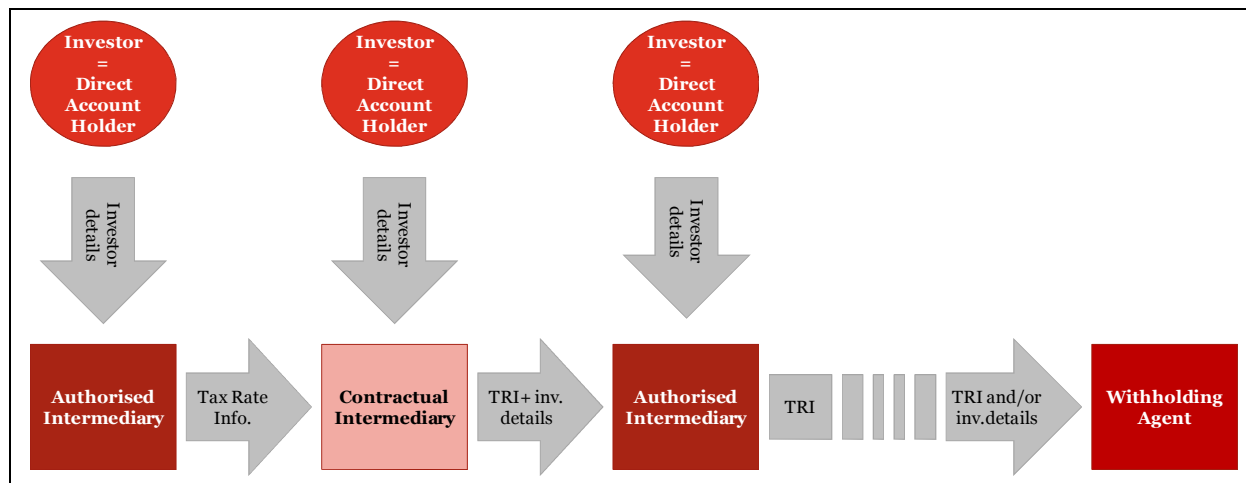 Investor
=
Direct
Account
Holder
Investor
=
Direct
Account
Holder
Investor
=
Direct
Account
Holder
Investor
details
Investor
details
Investor
details
Authorised
Intermediary
Tax Rate
Info.
Contractual
Intermediary
TRI+ inv.
details
Authorised
Intermediary
TRI
TRI and/or
inv.details
Withholding
Agent